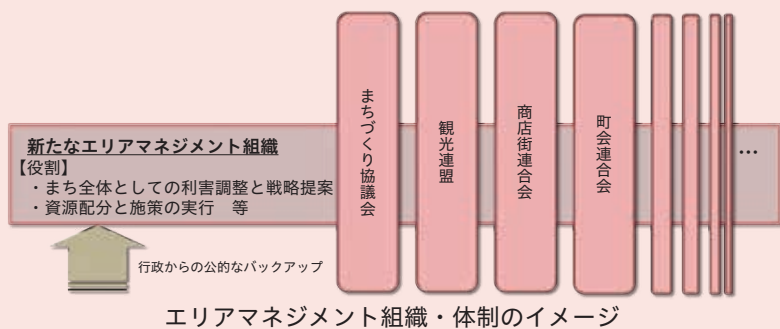 新たなエリアマネジメント組織
【役割】
・まち全体としての利害調整と戦略提案
・資源配分と施策の実行　等
まちづくり協議会
観光連盟
商店街連合会
町会連合会
…
行政からの公的なバックアップ
エリアマネジメント組織・体制のイメージ